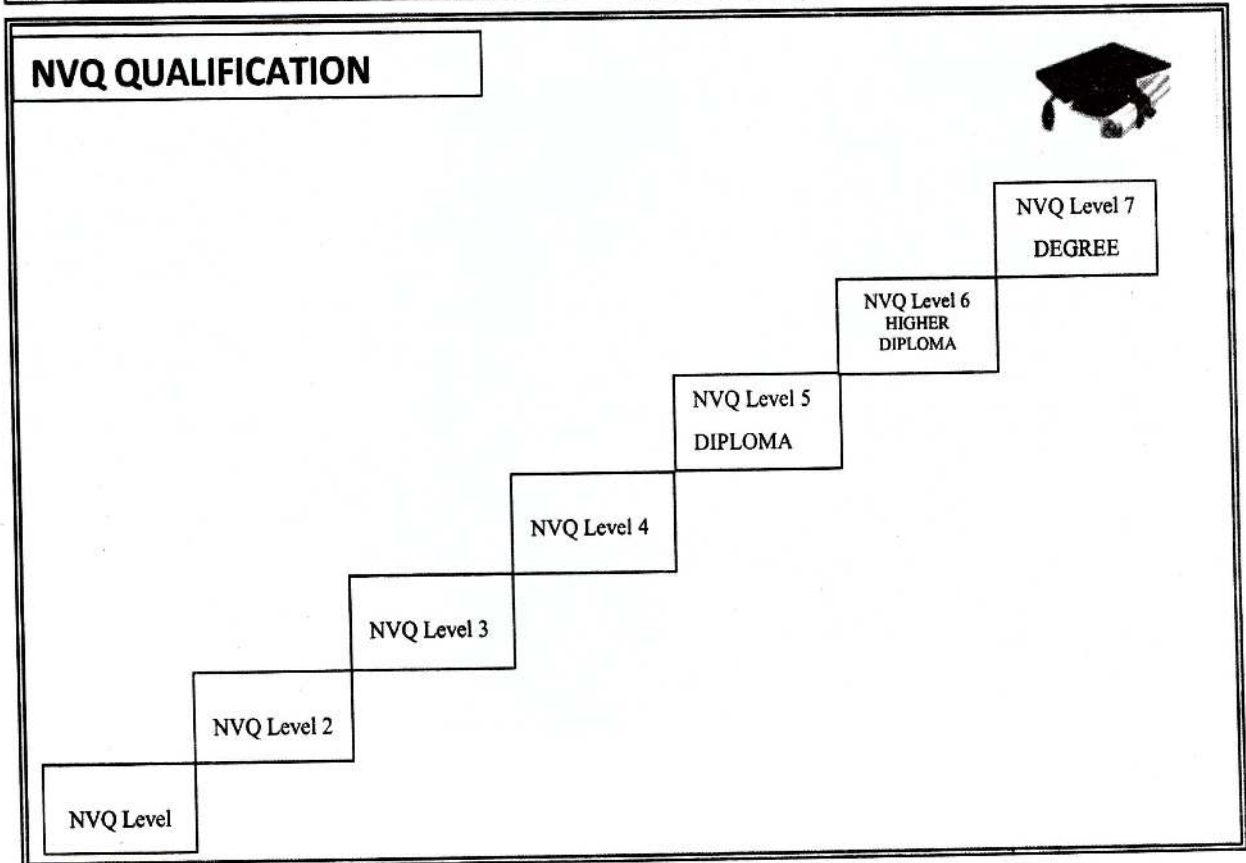 NVQ QUALIFICATION
NVQ Level 7
DEGREE
NVQ Level 6
HIGHER
DIPLOMA
NVQ Level 5
DIPLOMA
NVQ Level 4
NVQ Level 3
NVQ Level 2
NVQ Level